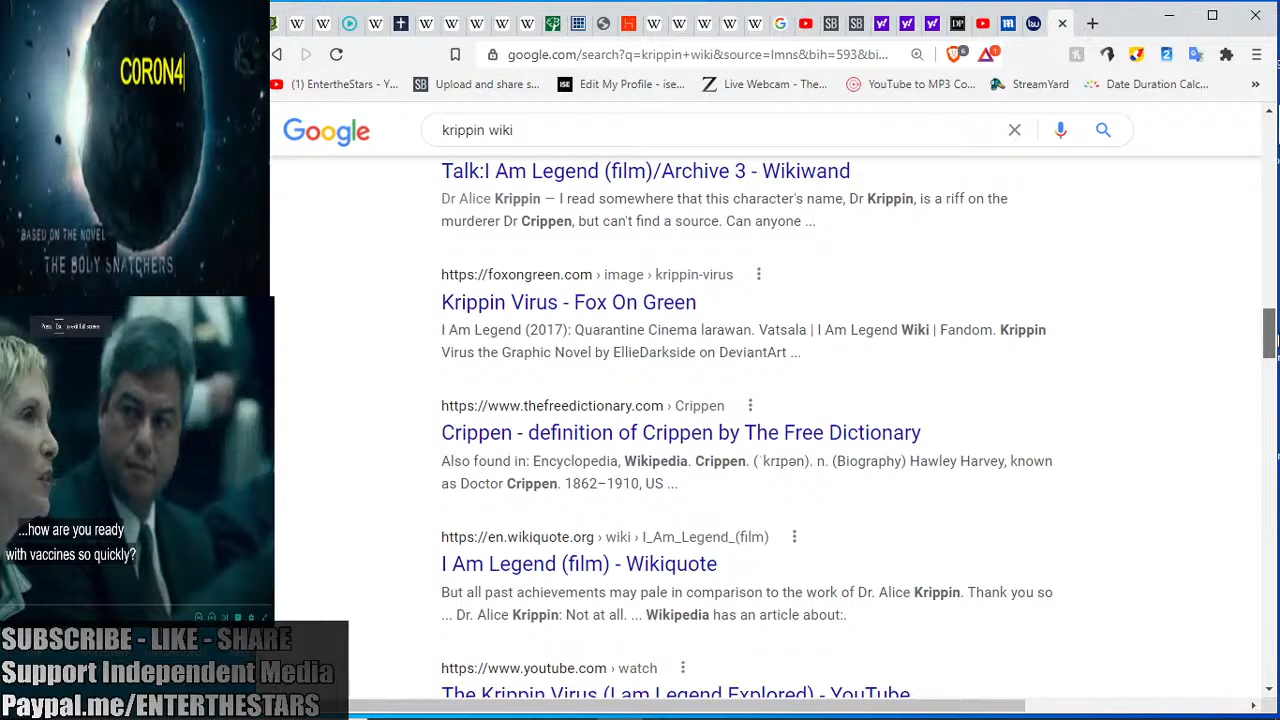 CORON4
BASED ON THE NOVEL
THE BODY SNATCHERS
...how are you ready
with vaccines so quickly?
SUBSCRIBE - LIKE - SHARE
Support Independent Media
Paypal.me/ENTERTHESTARS
google.com/search?q=krippin+wiki&source=lmns&bih=593&bi...
(1) EntertheStars - Y...
Upload and share s...
Edit My Profile - ise...
Live Webcam - The...
YouTube to MP3 Co...
StreamYard
Date Duration Calc...
»
Google
krippin wiki
Talk:I Am Legend (film)/Archive 3 - Wikiwand
Dr Alice Krippin — I read somewhere that this character's name, Dr Krippin, is a riff on the
murderer Dr Crippen, but can't find a source. Can anyone ...
https://foxongreen.com › image › krippin-virus
Krippin Virus - Fox On Green
I Am Legend (2017): Quarantine Cinema larawan. Vatsala | I Am Legend Wiki | Fandom. Krippin
Virus the Graphic Novel by EllieDarkside on DeviantArt ...
https://www.thefreedictionary.com › Crippen
Crippen - definition of Crippen by The Free Dictionary
Also found in: Encyclopedia, Wikipedia. Crippen. (ˈkrɪpən). n. (Biography) Hawley Harvey, known
as Doctor Crippen. 1862–1910, US ...
https://en.wikiquote.org › wiki › I_Am_Legend_(film)
I Am Legend (film) - Wikiquote
But all past achievements may pale in comparison to the work of Dr. Alice Krippin. Thank you so
... Dr. Alice Krippin: Not at all. ... Wikipedia has an article about:.
https://www.youtube.com › watch
The Krippin Virus (I am Legend Explored) - YouTube